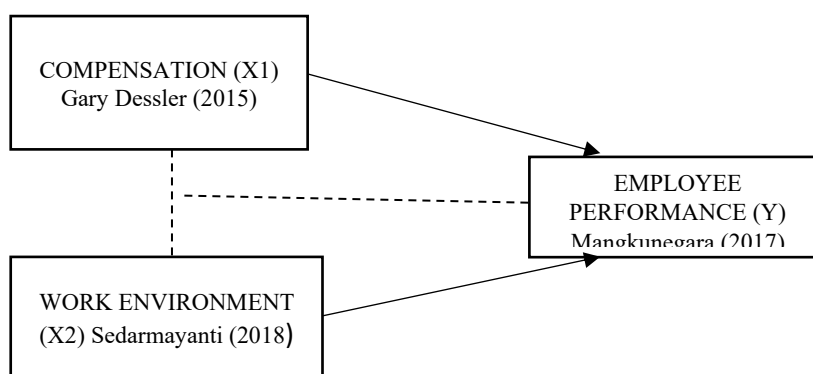 COMPENSATION (X1)
Gary Dessler (2015)
EMPLOYEE
PERFORMANCE (Y)
Mangkunegara (2017)
WORK ENVIRONMENT
(X2) Sedarmayanti (2018)